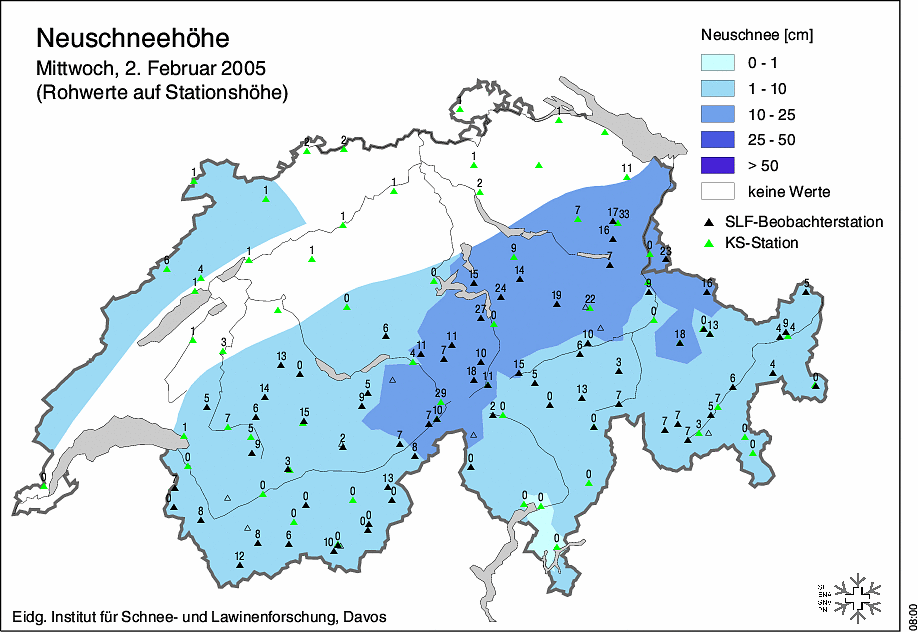 Neuschneehöhe
Mittwoch, 2. Februar 2005
(Rohwerte auf Stationshöhe)
Neuschnee [cm]
0 - 1
1 - 10
10 - 25
25 - 50
> 50
keine Werte
SLF-Beobachterstation
KS-Station
1
1
2 2
1
1 2 11
1 1 1
7 17 33
16
1 1 9 0 23
6 4 7
1 0 15 14 9 16 5
0 24 19 22
27 0 0 13 9
1 6 10 18 4 4
3 11 11 6
13 0 4 7 10 15 3 4
14 5 18 11 5 13 6 0
5 9 29 0 7
6 15 10 2 0 5 7
7 7 0 7 7 3 0
1 5 9 2 7 8 0
0 3 0 0
7 0 13 0 0
0 8 0 0 0 0 0
8 6 10 0 0
12
Eidg. Institut für Schnee- und Lawinenforschung, Davos
08:00